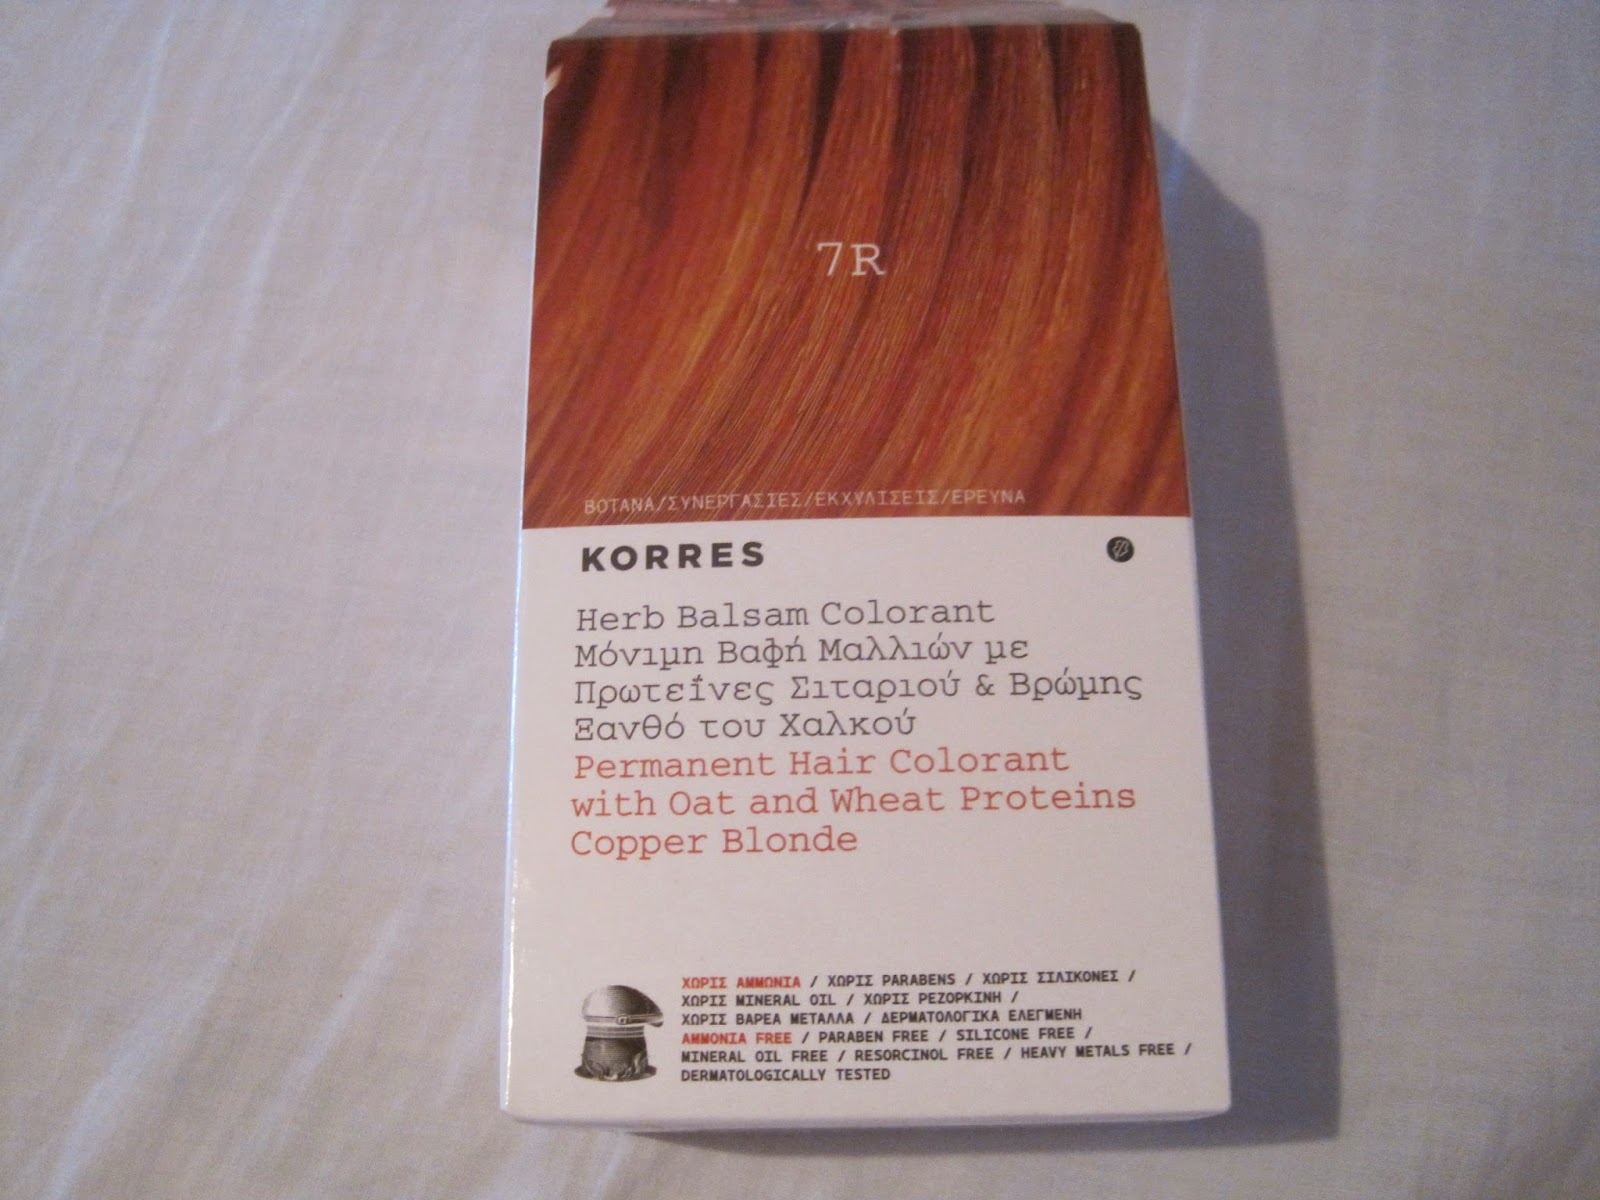 7R
ΒΟΤΑΝΑ/ΣΥΝΕΡΓΑΣΙΕΣ/ΕΚΧΥΛΙΣΕΙΣ/ΕΡΕΥΝΑ
KORRES
Herb Balsam Colorant
Μόνιμη Βαφή Μαλλιών με
Πρωτεΐνες Σιταριού & Βρώμης
Ξανθό του Χαλκού
Permanent Hair Colorant
with Oat and Wheat Proteins
Copper Blonde
ΧΩΡΙΣ ΑΜΜΩΝΙΑ / ΧΩΡΙΣ PARABENS / ΧΩΡΙΣ ΣΙΛΙΚΟΝΕΣ /
ΧΩΡΙΣ MINERAL OIL / ΧΩΡΙΣ ΡΕΖΟΡΚΙΝΗ /
ΧΩΡΙΣ ΒΑΡΕΑ ΜΕΤΑΛΛΑ / ΔΕΡΜΑΤΟΛΟΓΙΚΑ ΕΛΕΓΜΕΝΗ
AMMONIA FREE / PARABEN FREE / SILICONE FREE /
MINERAL OIL FREE / RESORCINOL FREE / HEAVY METALS FREE /
DERMATOLOGICALLY TESTED